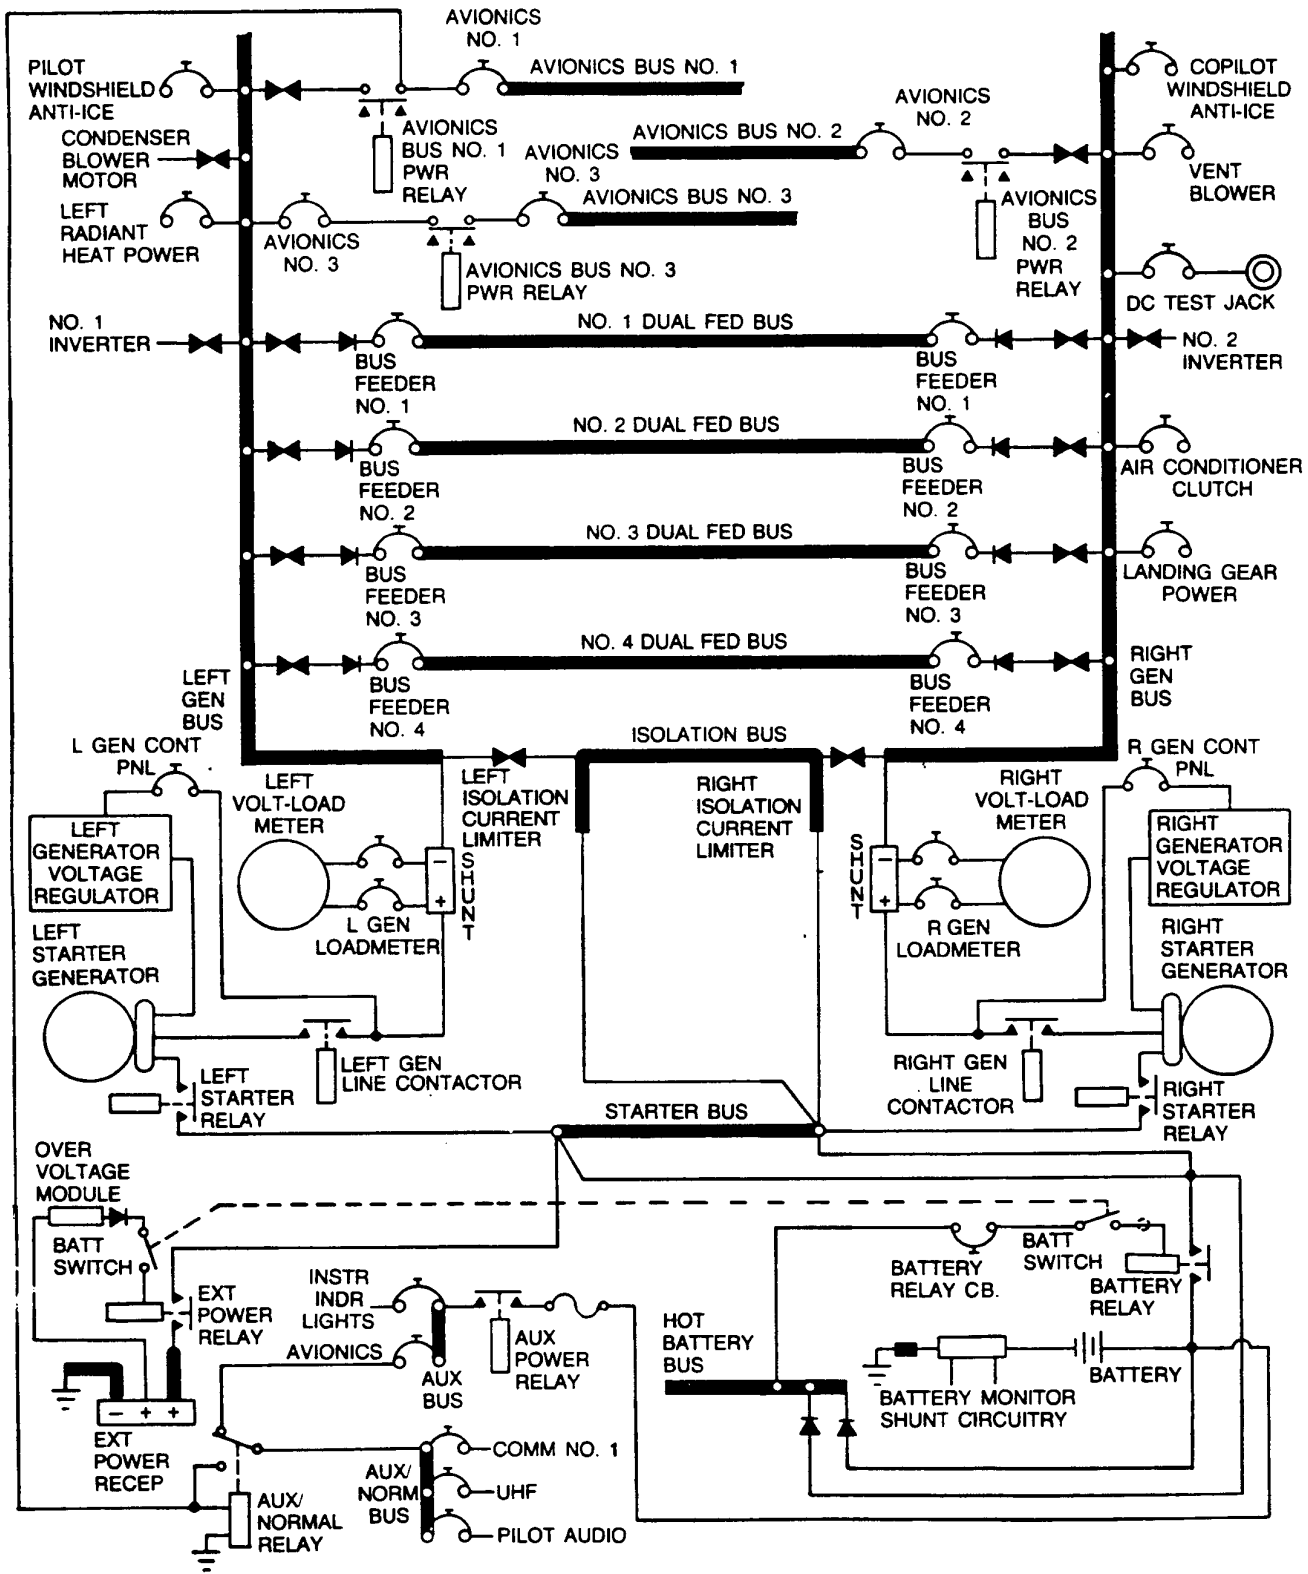 AVIONICS
NO. 1
PILOT
WINDSHIELD
ANTI-ICE
AVIONICS BUS NO. 1
COPILOT
WINDSHIELD
ANTI-ICE
AVIONICS
NO. 2
CONDENSER
BLOWER
MOTOR
AVIONICS
BUS NO. 1
PWR
RELAY
AVIONICS BUS NO. 2
AVIONICS
NO. 3
VENT
BLOWER
LEFT
RADIANT
HEAT POWER
AVIONICS
NO. 3
AVIONICS BUS NO. 3
AVIONICS
BUS
NO. 2
PWR
RELAY
AVIONICS BUS NO. 3
PWR RELAY
DC TEST JACK
NO. 1
INVERTER
NO. 1 DUAL FED BUS
NO. 2
INVERTER
BUS
FEEDER
NO. 1
BUS
FEEDER
NO. 1
NO. 2 DUAL FED BUS
BUS
FEEDER
NO. 2
BUS
FEEDER
NO. 2
AIR CONDITIONER
CLUTCH
NO. 3 DUAL FED BUS
BUS
FEEDER
NO. 3
BUS
FEEDER
NO. 3
LANDING GEAR
POWER
NO. 4 DUAL FED BUS
LEFT
GEN
BUS
BUS
FEEDER
NO. 4
BUS
FEEDER
NO. 4
RIGHT
GEN
BUS
ISOLATION BUS
L GEN CONT
PNL
R GEN CONT
PNL
LEFT
VOLT-LOAD
METER
LEFT
ISOLATION
CURRENT
LIMITER
RIGHT
ISOLATION
CURRENT
LIMITER
RIGHT
VOLT-LOAD
METER
LEFT
GENERATOR
VOLTAGE
REGULATOR
−
+
SHUNT
SHUNT
−
+
RIGHT
GENERATOR
VOLTAGE
REGULATOR
L GEN
LOADMETER
R GEN
LOADMETER
LEFT
STARTER
GENERATOR
RIGHT
STARTER
GENERATOR
LEFT GEN
LINE CONTACTOR
RIGHT GEN
LINE
CONTACTOR
LEFT
STARTER
RELAY
RIGHT
STARTER
RELAY
STARTER BUS
OVER
VOLTAGE
MODULE
BATT
SWITCH
BATT
SWITCH
BATTERY
RELAY CB.
BATTERY
RELAY
EXT
POWER
RELAY
INSTR
INDR
LIGHTS
AVIONICS
AUX
POWER
RELAY
AUX
BUS
HOT
BATTERY
BUS
BATTERY
BATTERY MONITOR
SHUNT CIRCUITRY
− + +
EXT
POWER
RECEP
AUX/
NORM
BUS
COMM NO. 1
UHF
PILOT AUDIO
AUX/
NORMAL
RELAY